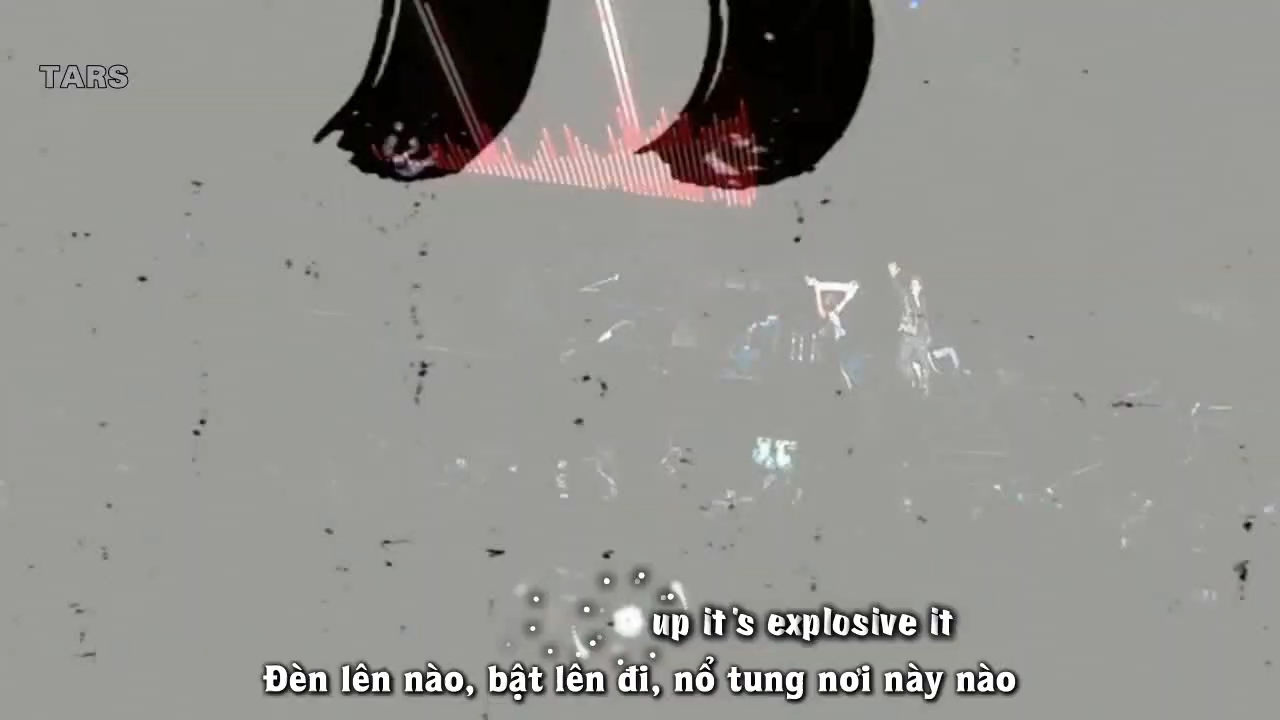 TARS
up it's explosive it
Đèn lên nào, bật lên đi, nổ tung nơi này nào